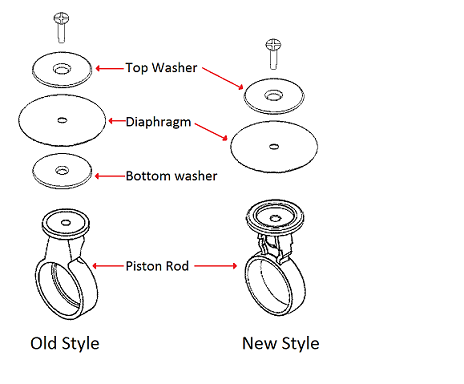 Top Washer
Diaphragm
Bottom washer
Piston Rod
Old Style
New Style